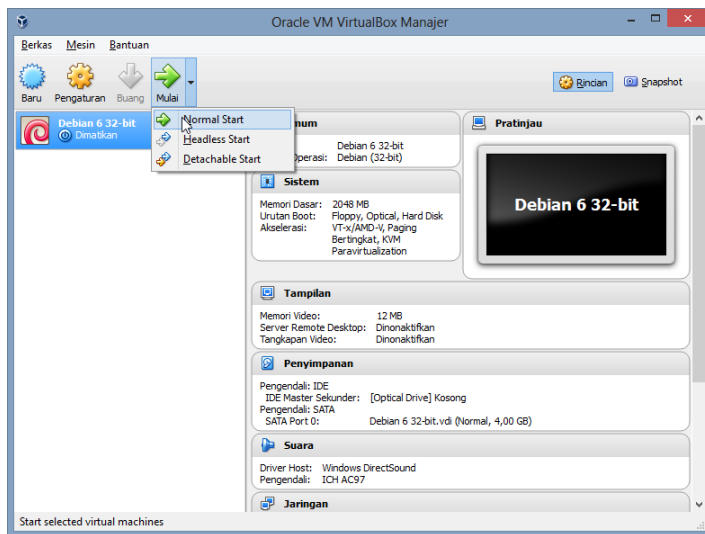 Oracle VM VirtualBox Manajer
Berkas Mesin Bantuan
Baru Pengaturan Buang Mulai
Rincian Snapshot
Debian 6 32-bit
Dimatikan
Normal Start
Headless Start
Detachable Start
Debian 6 32-bit
Debian (32-bit)
Sistem
Memori Dasar: 2048 MB
Urutan Boot: Floppy, Optical, Hard Disk
Akselerasi: VT-x/AMD-V, Paging
Bertingkat, KVM
Paravirtualization
Pratinjau
Debian 6 32-bit
Tampilan
Memori Video: 12 MB
Server Remote Desktop: Dinonaktifkan
Tangkapan Video: Dinonaktifkan
Penyimpanan
Pengendali: IDE
IDE Master Sekunder: [Optical Drive] Kosong
Pengendali: SATA
SATA Port 0: Debian 6 32-bit.vdi (Normal, 4,00 GB)
Suara
Driver Host: Windows DirectSound
Pengendali: ICH AC97
Jaringan
Start selected virtual machines